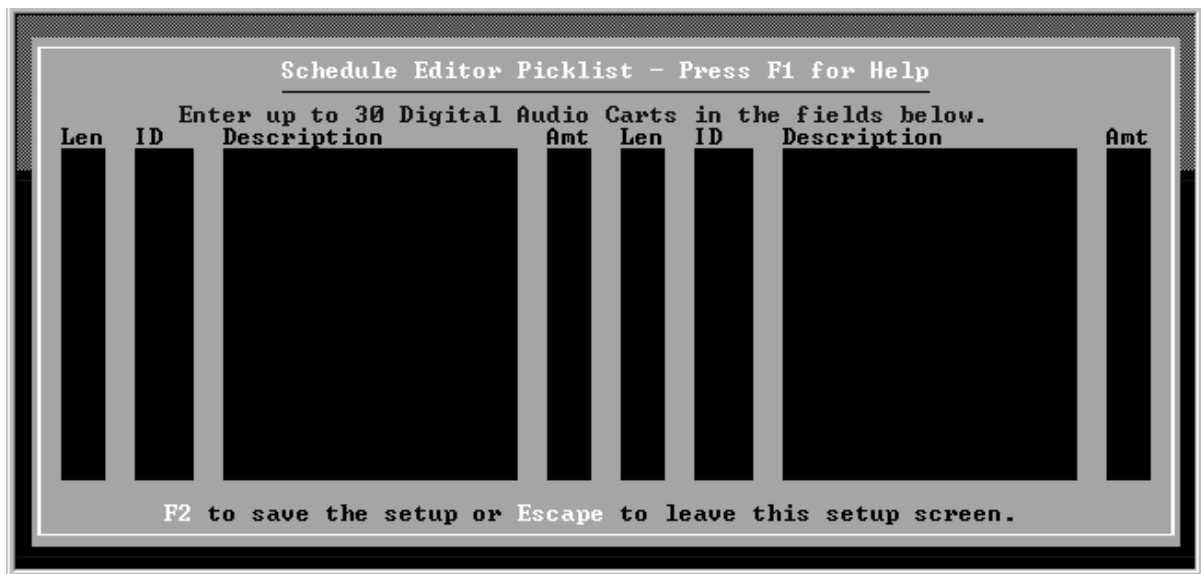 Schedule Editor Picklist – Press F1 for Help
Enter up to 30 Digital Audio Carts in the fields below.
Len ID Description Amt Len ID Description Amt
F2 to save the setup or Escape to leave this setup screen.